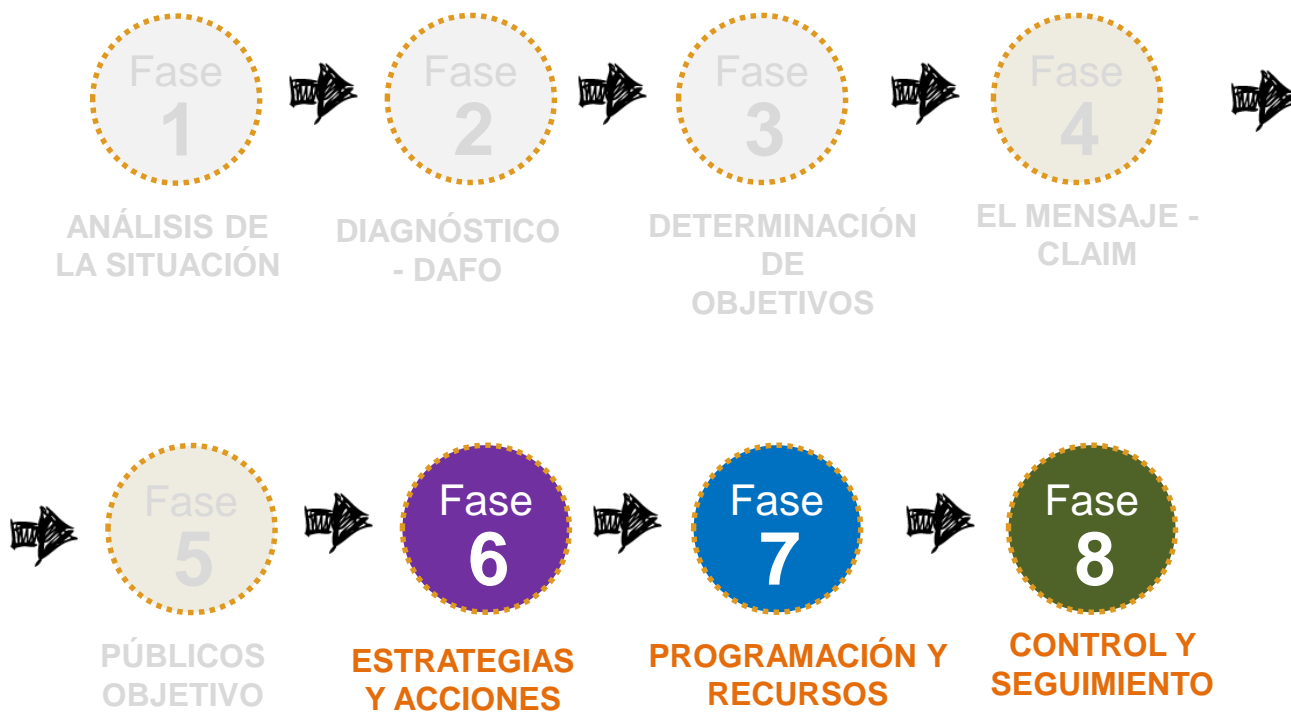 Fase
1
ANÁLISIS DE
LA SITUACIÓN
Fase
2
DIAGNÓSTICO
- DAFO
Fase
3
DETERMINACIÓN
DE
OBJETIVOS
Fase
4
EL MENSAJE -
CLAIM
Fase
5
PÚBLICOS
OBJETIVO
Fase
6
ESTRATEGIAS
Y ACCIONES
Fase
7
PROGRAMACIÓN Y
RECURSOS
Fase
8
CONTROL Y
SEGUIMIENTO